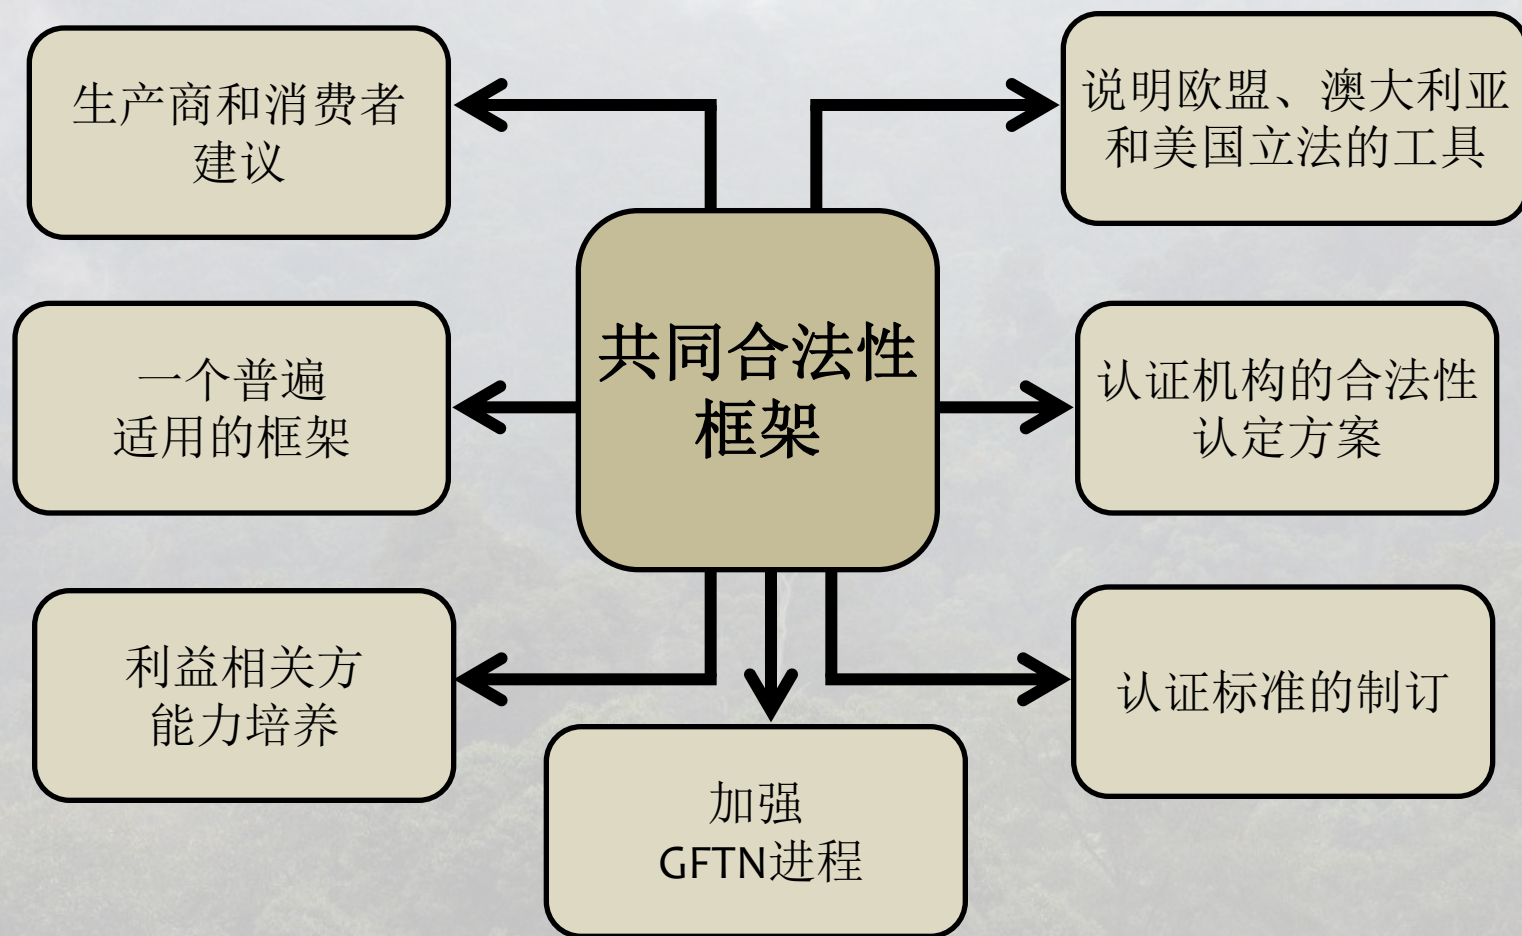 生产商和消费者
建议
说明欧盟、澳大利亚
和美国立法的工具
共同合法性
框架
一个普遍
适用的框架
认证机构的合法性
认定方案
利益相关方
能力培养
加强
GFTN进程
认证标准的制订